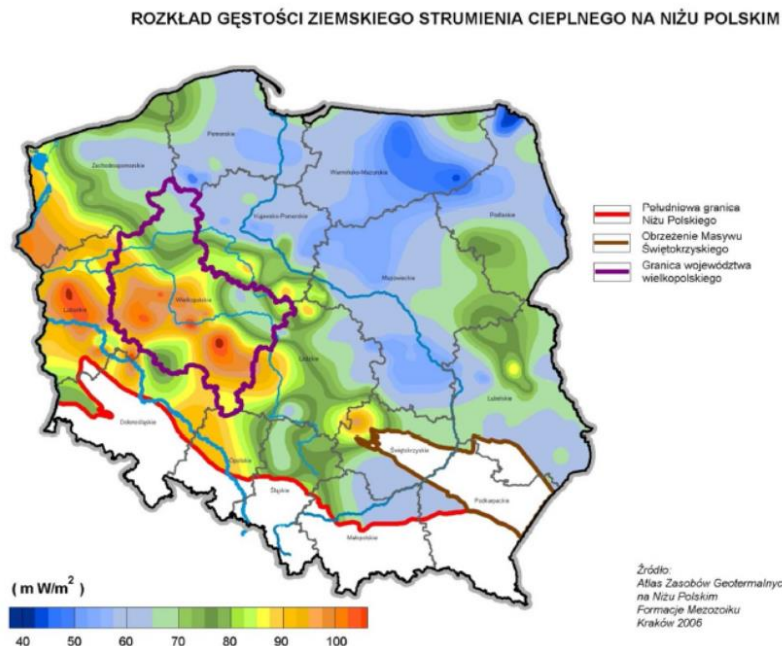 ROZKŁAD GĘSTOŚCI ZIEMSKIEGO STRUMIENIA CIEPLNEGO NA NIŻU POLSKIM
Pomorskie
Zachodniopomorskie
Warmińsko-Mazurskie
Kujawsko-Pomorskie
Podlaskie
Mazowieckie
Wielkopolskie
Lubuskie
Łódzkie
Lubelskie
Dolnośląskie
Opolskie
Świętokrzyskie
Śląskie
Podkarpackie
Małopolskie
Południowa granica
Niżu Polskiego
Obrzeżenie Masywu
Świętokrzyskiego
Granica województwa
wielkopolskiego
( m W/m² )
40 50 60 70 80 90 100
Źródło:
Atlas Zasobów Geotermalnyc
na Niżu Polskim
Formacje Mezozoiku
Kraków 2006